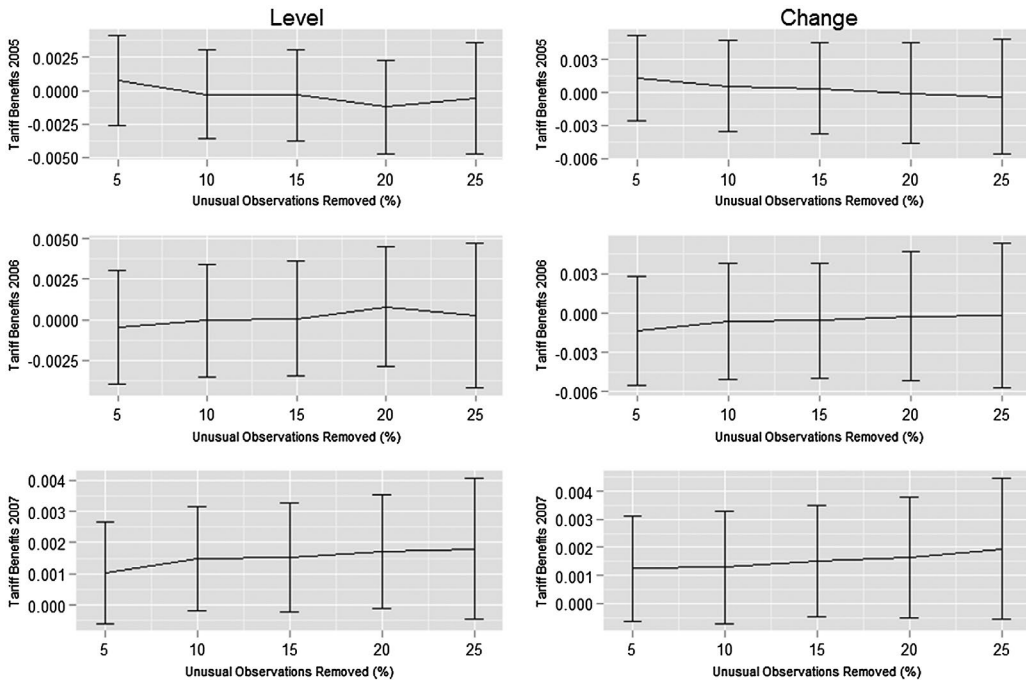 Level
Tariff Benefits 2005
0.0025
0.0000
-0.0025
-0.0050
5 10 15 20 25
Unusual Observations Removed (%)
Change
Tariff Benefits 2005
0.003
0.000
-0.003
-0.006
5 10 15 20 25
Unusual Observations Removed (%)
Tariff Benefits 2006
0.0050
0.0025
0.0000
-0.0025
5 10 15 20 25
Unusual Observations Removed (%)
Tariff Benefits 2006
0.003
0.000
-0.003
-0.006
5 10 15 20 25
Unusual Observations Removed (%)
Tariff Benefits 2007
0.004
0.003
0.002
0.001
0.000
5 10 15 20 25
Unusual Observations Removed (%)
Tariff Benefits 2007
0.004
0.003
0.002
0.001
0.000
5 10 15 20 25
Unusual Observations Removed (%)